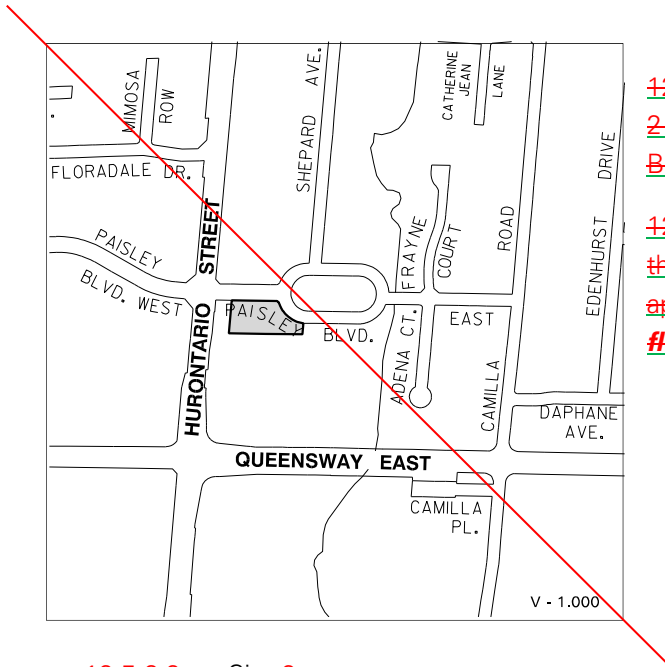 MIMOSA
ROW
FLORADALE DR.
SHEPARD AVE.
CATHERINE
JEAN
LANE
EDENHURST DRIVE
PAISLEY
BLVD. WEST
HURONTARIO STREET
PAISLEY
BLVD.
EAST
FRAYNE
COURT
ADENA CT.
CAMILLA
ROAD
DAPHANE
AVE.
QUEENSWAY EAST
CAMILLA
PL.
V - 1.000